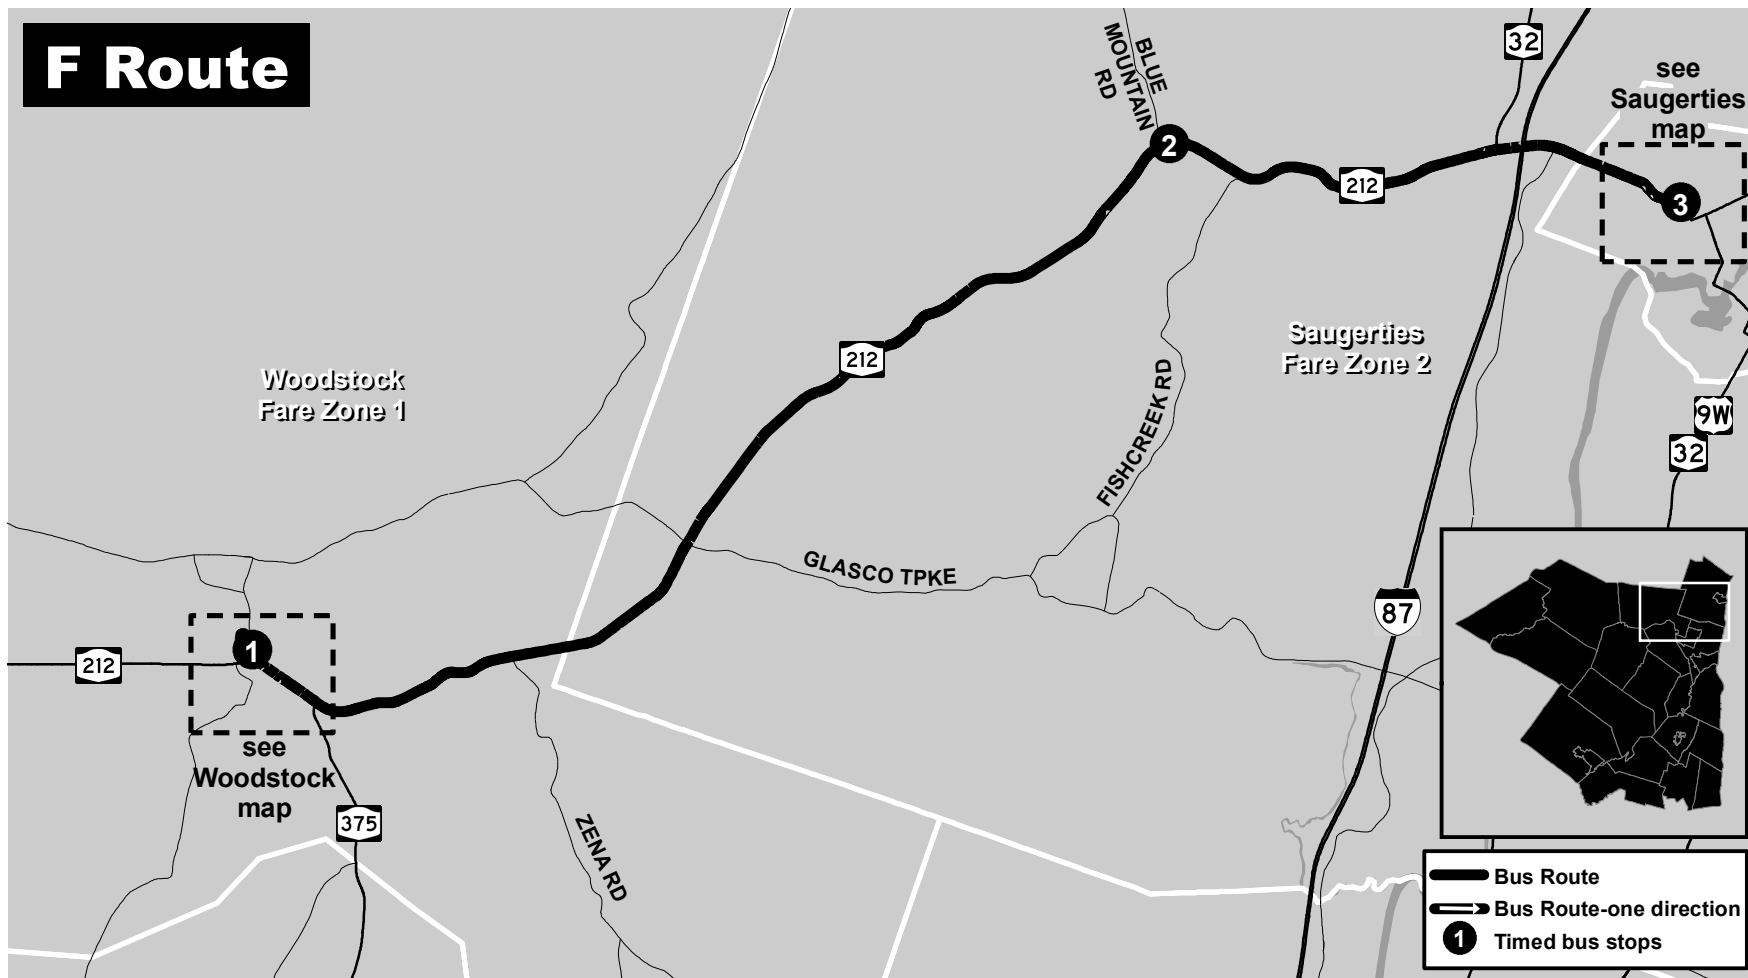 F Route
BLUE
MOUNTAIN
RD
32
see
Saugerties
map
2
212
3
212
Saugerties
Fare Zone 2
Woodstock
Fare Zone 1
FISHCREEK RD
9W
32
GLASCO TPKE
87
1
212
see
Woodstock
map
375
ZENA RD
Bus Route
Bus Route-one direction
1 Timed bus stops